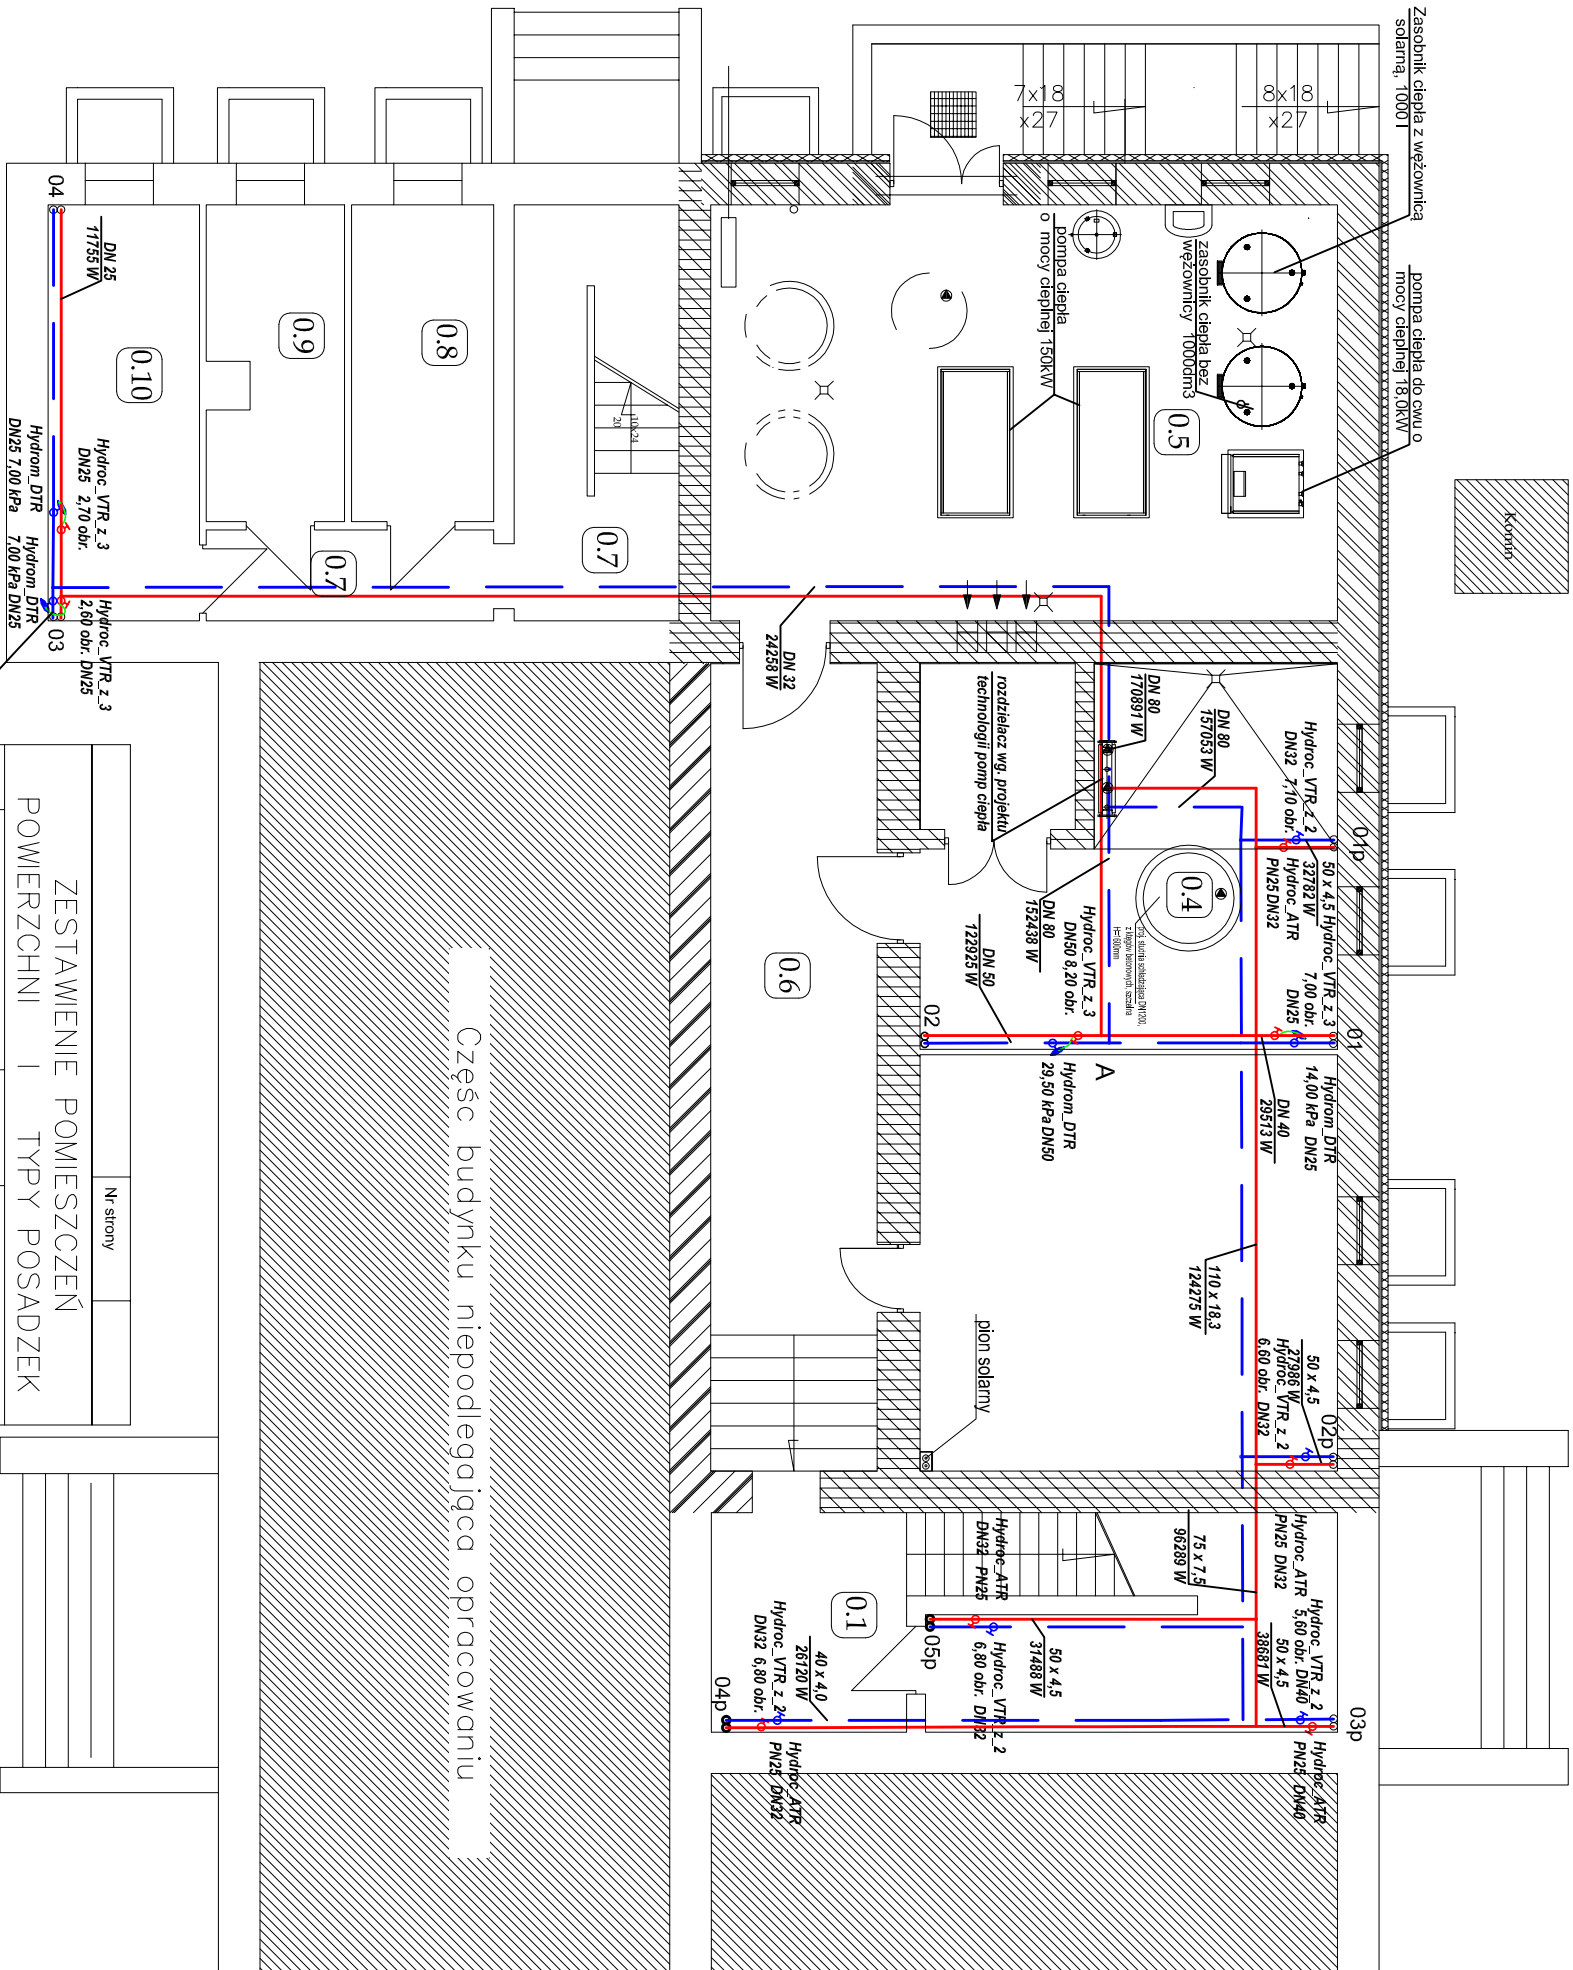 Zasobnik ciepła z wężownicą
solarną, 1000 l
pompa ciepła do cwu o
mocy cieplnej 18,0kW
Komin
8x18
x27
7x18
x27
zasobnik ciepła bez
wężownicy 1000dm3
pompa ciepła
o mocy cieplnej 150kW
0.5
01p
50 x 4,5
32782 W
Hydroc_VTR_z_2
DN32 7,10 obr.
Hydroc_ATR
PN25 DN32
Hydroc_VTR_z_3
7,00 obr.
DN25
01
Hydrom_DTR
14,00 kPa DN25
DN 40
29513 W
DN 80
157053 W
DN 80
170891 W
rozdzielacz wg. projektu
technologii pomp ciepła
0.4
proj. studnia schładzająca DN1200,
z kręgów betonowych, szczelna
DN 80
152438 W
Hydroc_VTR_z_3
DN50 8,20 obr.
DN 50
122925 W
02
A
Hydrom_DTR
29,50 kPa DN50
110 x 18,3
124275 W
50 x 4,5
27986 W
Hydroc_VTR_z_2
6,60 obr. DN32
02p
pion solarny
Hydroc_ATR
PN25 DN32
75 x 7,5
96289 W
Hydroc_VTR_z_2
5,60 obr. DN40
50 x 4,5
38681 W
03p
Hydroc_ATR
PN25 DN40
Hydroc_ATR
DN32 PN25
05p
50 x 4,5
31488 W
Hydroc_VTR_z_2
6,80 obr. DN32
0.1
40 x 4,0
26120 W
Hydroc_VTR_z_2
DN32 6,80 obr.
04p
Hydroc_ATR
PN25 DN32
0.6
DN 32
24258 W
0.7
10x24
20
0.8
0.9
0.7
0.10
04
DN 25
11755 W
Hydroc_VTR_z_3
DN25 2,70 obr.
Hydrom_DTR
DN25 7,00 kPa
Hydroc_VTR_z_3
2,60 obr. DN25
Hydrom_DTR
7,00 kPa DN25
03
Część budynku niepodlegająca opracowaniu
Nr strony
ZESTAWIENIE POMIESZCZEŃ
POWIERZCHNI I TYPY POSADZEK